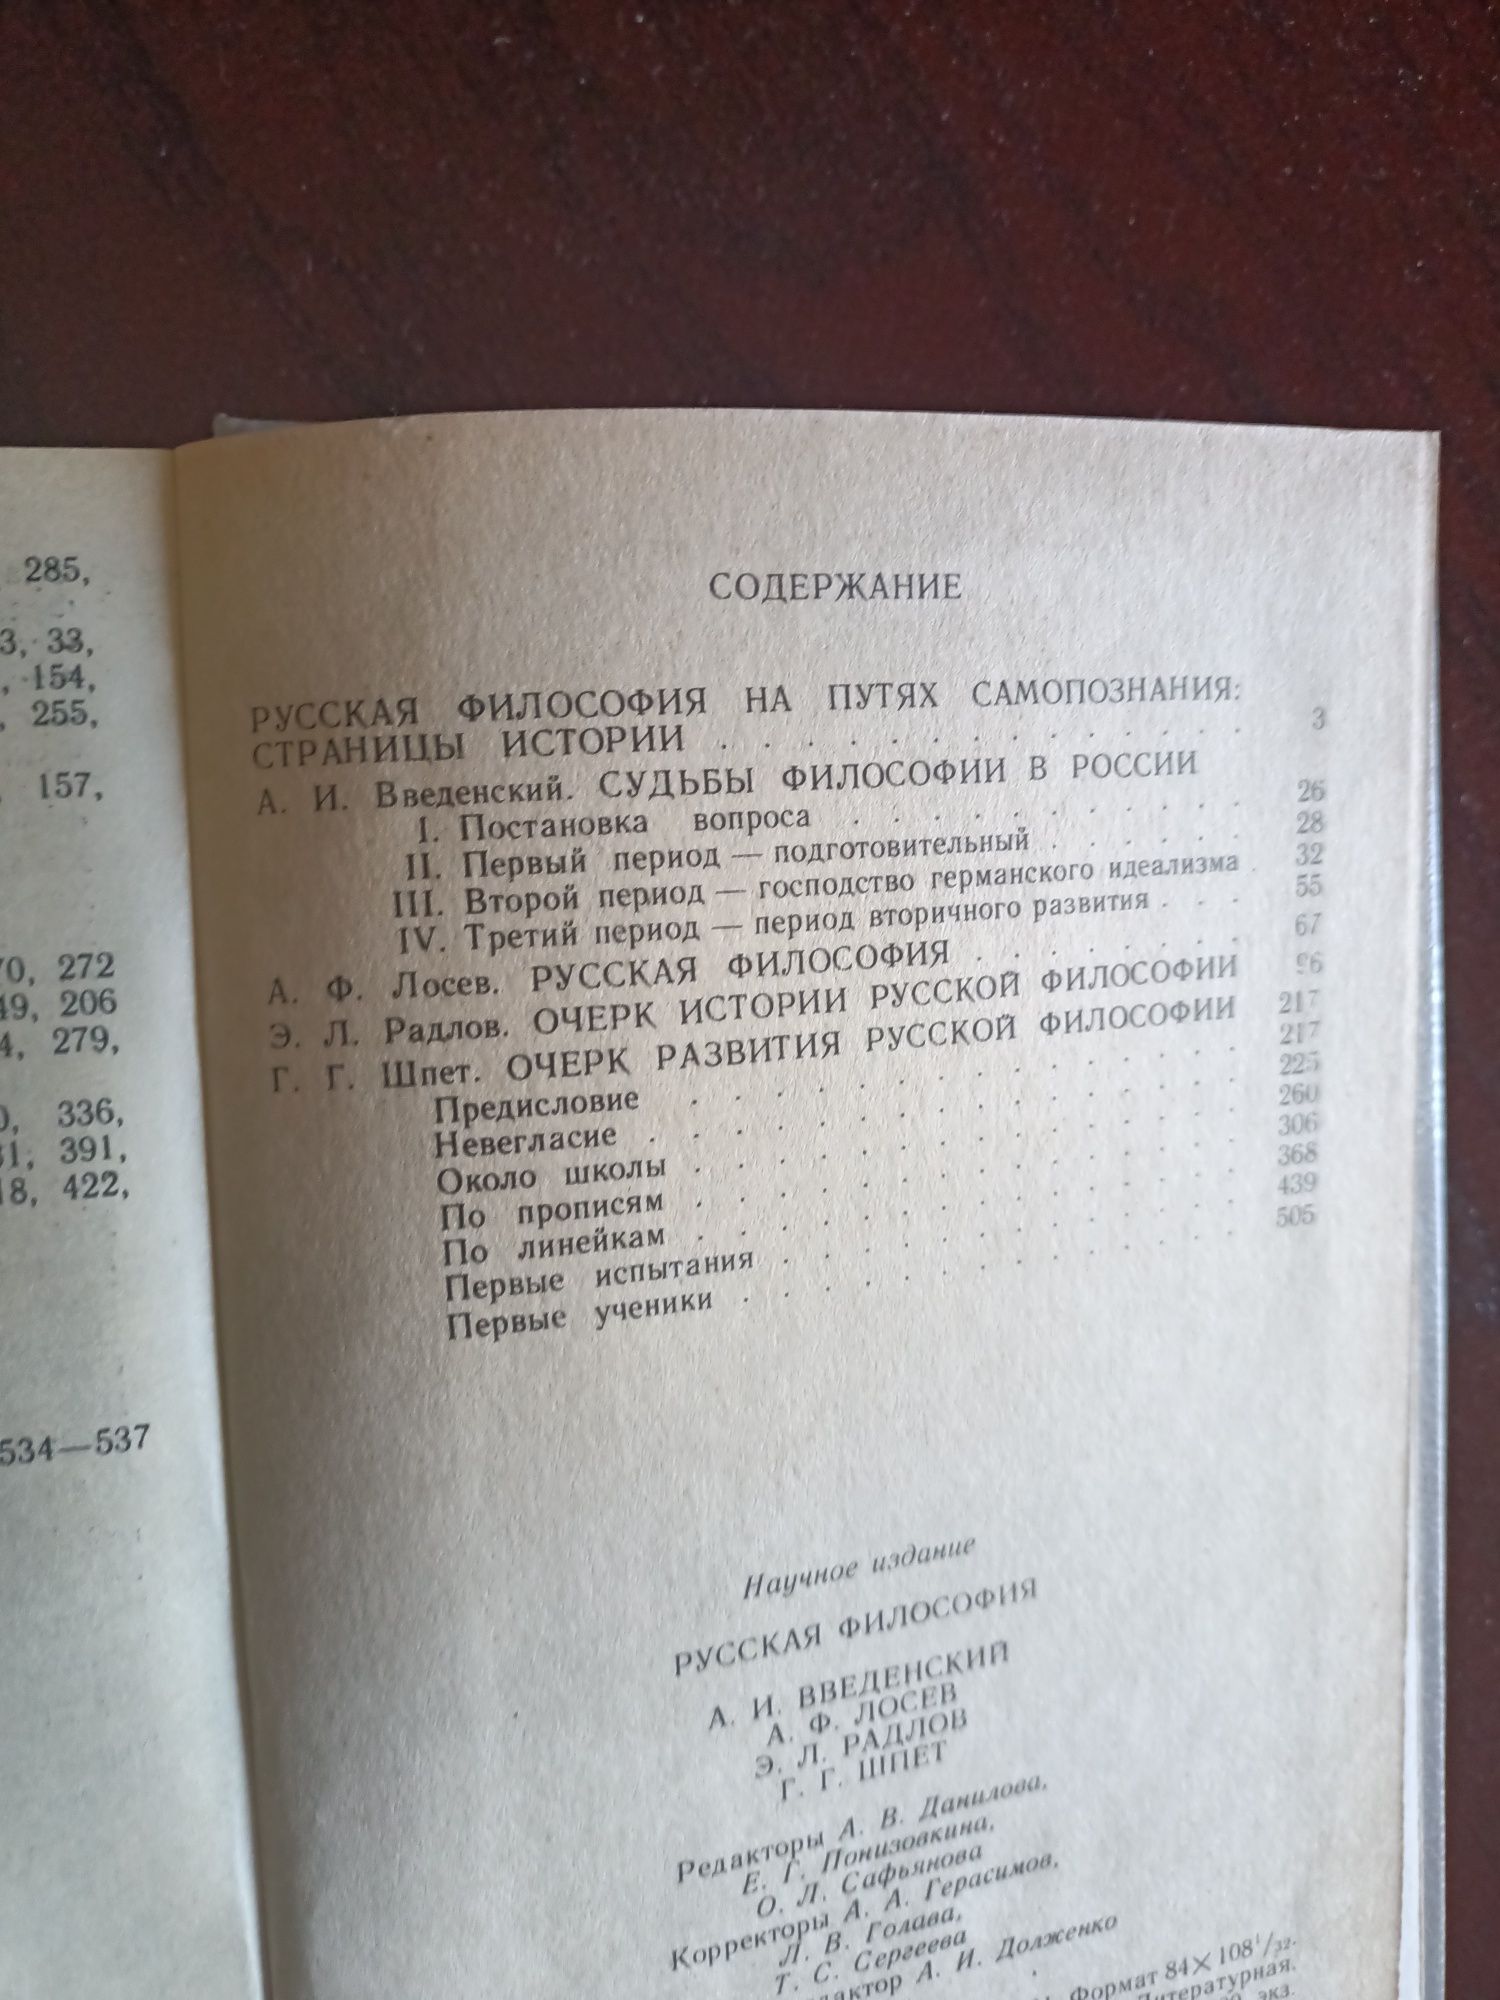 285,
3, 33,
, 154,
, 255,
157,
70, 272
49, 206
4, 279,
0, 336,
31, 391,
18, 422,
534—537
СОДЕРЖАНИЕ
РУССКАЯ ФИЛОСОФИЯ НА ПУТЯХ САМОПОЗНАНИЯ:
СТРАНИЦЫ ИСТОРИИ . . . . . . . . . . . . . 3
А. И. Введенский. СУДЬБЫ ФИЛОСОФИИ В РОССИИ
I. Постановка вопроса . . . . . . . . . . 26
II. Первый период — подготовительный . . . . . 28
III. Второй период — господство германского идеализма . 32
IV. Третий период — период вторичного развития . . . 55
А. Ф. Лосев. РУССКАЯ ФИЛОСОФИЯ . . . . . . . 67
Э. Л. Радлов. ОЧЕРК ИСТОРИИ РУССКОЙ ФИЛОСОФИИ 96
Г. Г. Шпет. ОЧЕРК РАЗВИТИЯ РУССКОЙ ФИЛОСОФИИ 217
Предисловие . . . . . . . . . . . . . . 217
Невегласие . . . . . . . . . . . . . . . 225
Около школы . . . . . . . . . . . . . . 260
По прописям . . . . . . . . . . . . . . 306
По линейкам . . . . . . . . . . . . . . 368
Первые испытания . . . . . . . . . . . . 439
Первые ученики . . . . . . . . . . . . . 505
Научное издание
РУССКАЯ ФИЛОСОФИЯ
А. И. ВВЕДЕНСКИЙ
А. Ф. ЛОСЕВ
Э. Л. РАДЛОВ
Г. Г. ШПЕТ
Редакторы А. В. Данилова,
Е. Г. Понизовкина,
О. Л. Сафьянова
Корректоры А. А. Герасимов,
Л. В. Голава,
Т. С. Сергеева
А. И. Долженко
Формат 84×108¹/₃₂.
Литературная.
экз.